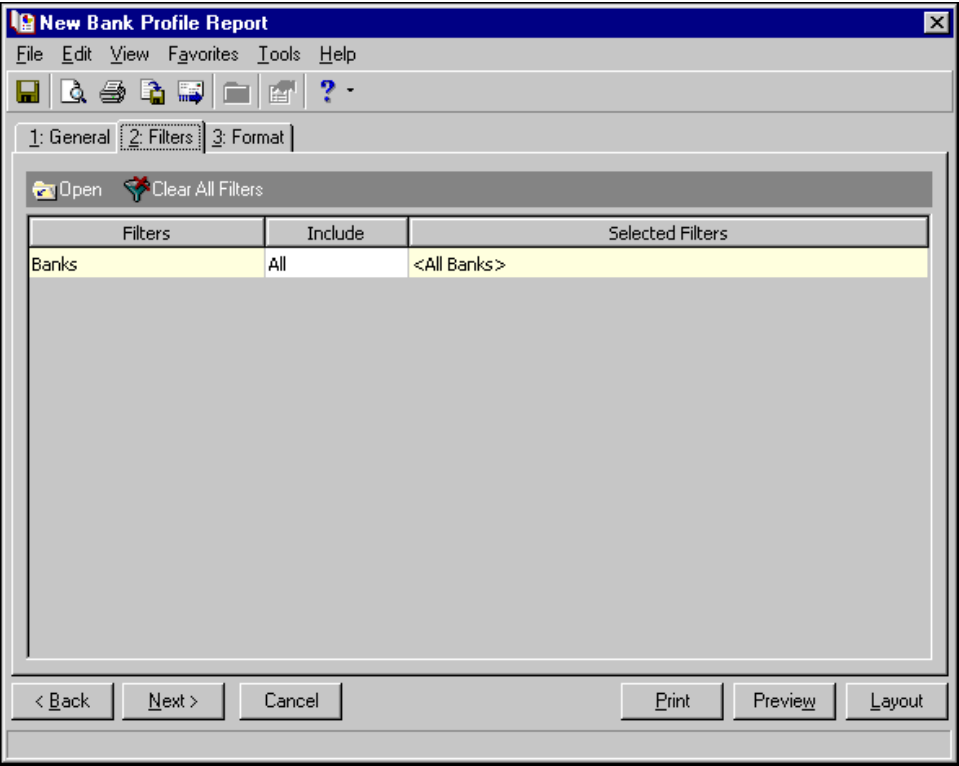 New Bank Profile Report
File Edit View Favorites Tools Help
?
1: General 2: Filters 3: Format
Open Clear All Filters
Filters Include Selected Filters
Banks All <All Banks>
< Back Next > Cancel Print Preview Layout